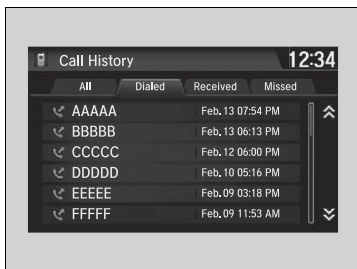 Call History 12:34
All Dialed Received Missed
AAAAA Feb. 13 07:54 PM
BBBBB Feb. 13 06:13 PM
CCCCC Feb. 12 06:00 PM
DDDDD Feb. 10 05:16 PM
EEEEE Feb. 09 03:18 PM
FFFFF Feb. 09 11:53 AM